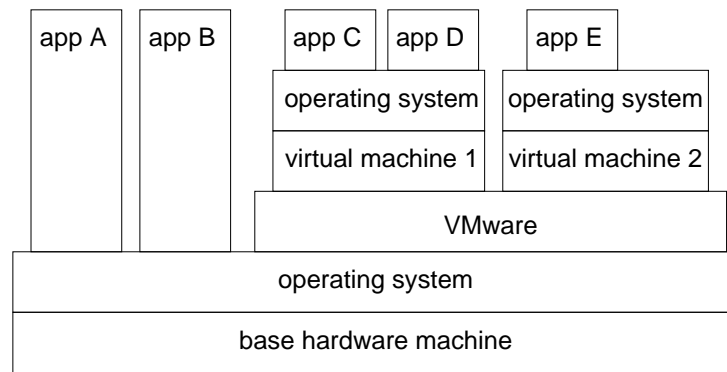 app A
app B
app C
app D
app E
operating system
operating system
virtual machine 1
virtual machine 2
VMware
operating system
base hardware machine